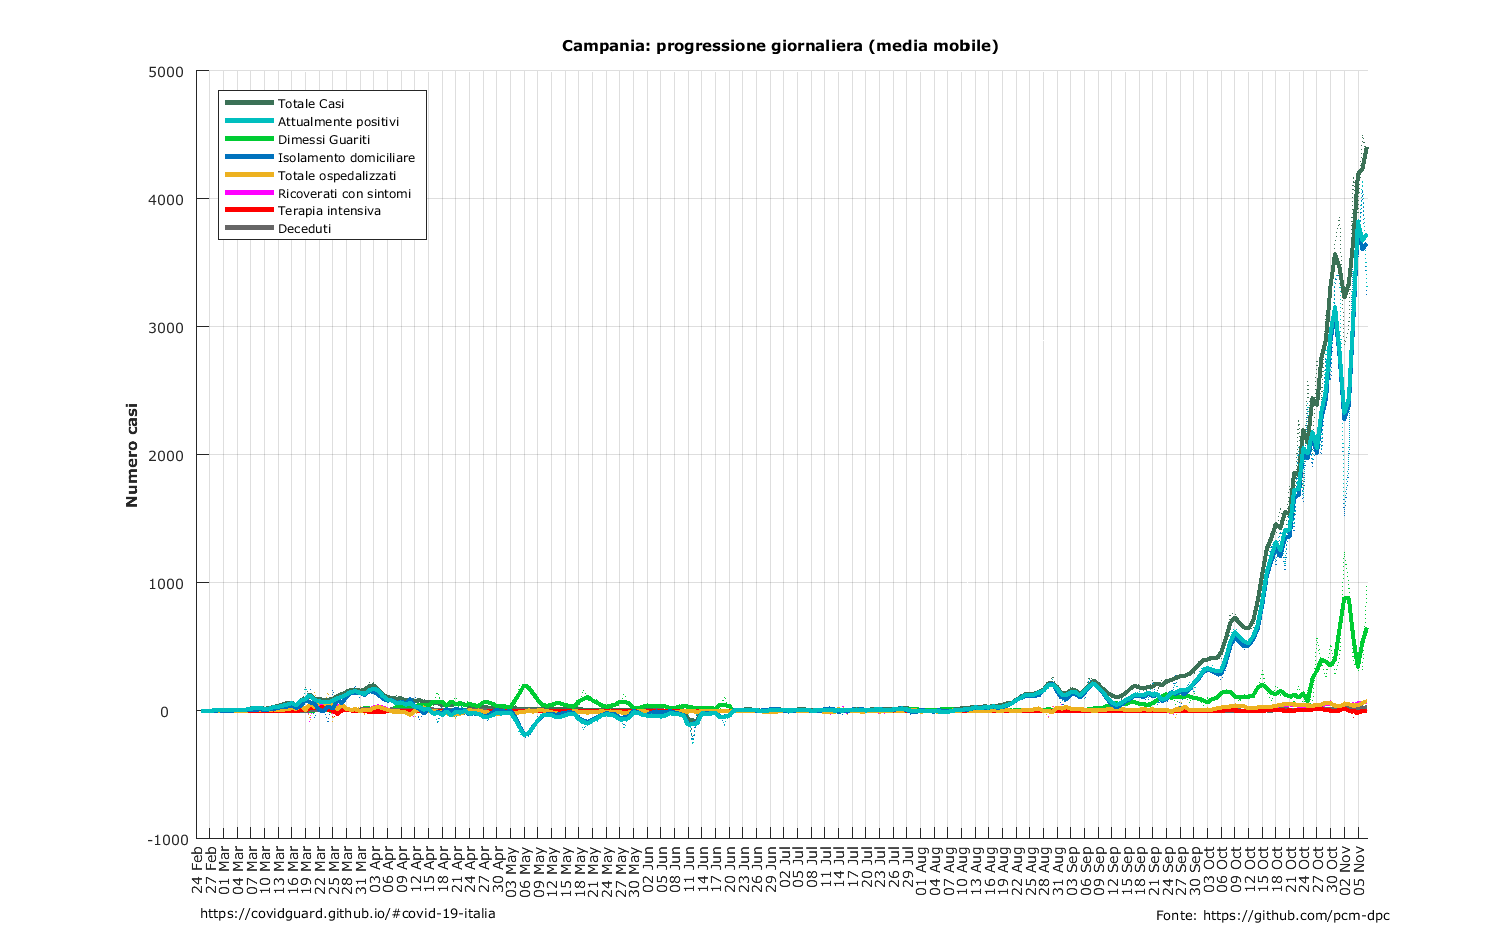 Campania: progressione giornaliera (media mobile)
Numero casi
5000
4000
3000
2000
1000
0
-1000
Totale Casi
Attualmente positivi
Dimessi Guariti
Isolamento domiciliare
Totale ospedalizzati
Ricoverati con sintomi
Terapia intensiva
Deceduti
24 Feb
27 Feb
01 Mar
04 Mar
07 Mar
10 Mar
13 Mar
16 Mar
19 Mar
22 Mar
25 Mar
28 Mar
31 Mar
03 Apr
06 Apr
09 Apr
12 Apr
15 Apr
18 Apr
21 Apr
24 Apr
27 Apr
30 Apr
03 May
06 May
09 May
12 May
15 May
18 May
21 May
24 May
27 May
30 May
02 Jun
05 Jun
08 Jun
11 Jun
14 Jun
17 Jun
20 Jun
23 Jun
26 Jun
29 Jun
02 Jul
05 Jul
08 Jul
11 Jul
14 Jul
17 Jul
20 Jul
23 Jul
26 Jul
29 Jul
01 Aug
04 Aug
07 Aug
10 Aug
13 Aug
16 Aug
19 Aug
22 Aug
25 Aug
28 Aug
31 Aug
03 Sep
06 Sep
09 Sep
12 Sep
15 Sep
18 Sep
21 Sep
24 Sep
27 Sep
30 Sep
03 Oct
06 Oct
09 Oct
12 Oct
15 Oct
18 Oct
21 Oct
24 Oct
27 Oct
30 Oct
02 Nov
05 Nov
https://covidguard.github.io/#covid-19-italia
Fonte: https://github.com/pcm-dpc